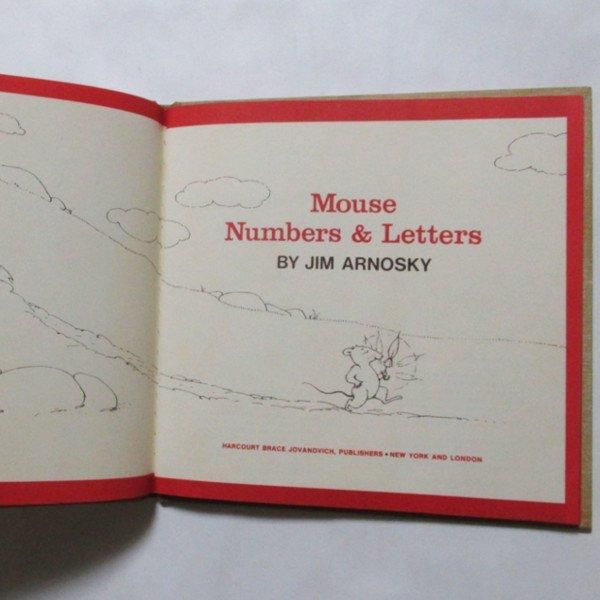 Mouse
Numbers & Letters
BY JIM ARNOSKY
HARCOURT BRACE JOVANOVICH, PUBLISHERS • NEW YORK AND LONDON